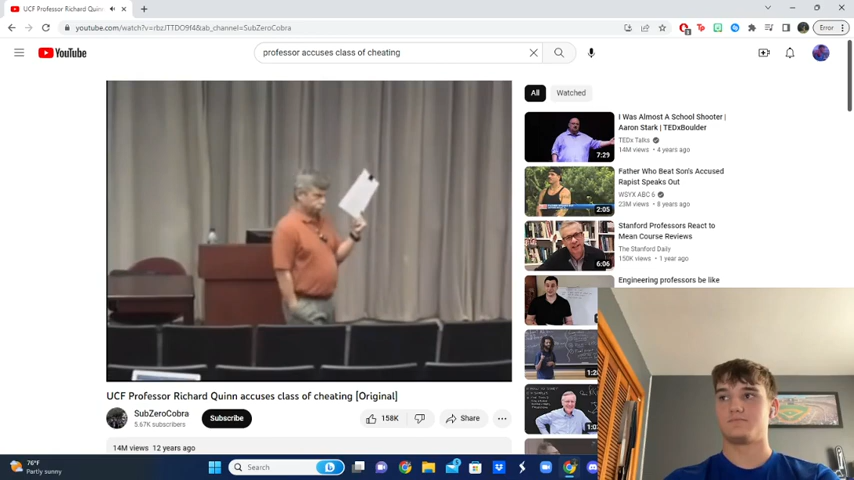 UCF Professor Richard Quinn
youtube.com/watch?v=rbzJTTDO9f4&ab_channel=SubZeroCobra
Error
YouTube
professor accuses class of cheating
All
Watched
I Was Almost A School Shooter |
Aaron Stark | TEDxBoulder
TED Talks
14M views • 4 years ago
7:29
Father Who Beat Son's Accused
Rapist Speaks Out
WSYX ABC 6
23M views • 8 years ago
2:05
Stanford Professors React to
Mean Course Reviews
The Stanford Daily
150K views • 1 year ago
6:06
Engineering professors be like
UCF Professor Richard Quinn accuses class of cheating [Original]
SubZeroCobra
5.67K subscribers
Subscribe
158K
Share
14M views 12 years ago
76°F
Partly sunny
Search